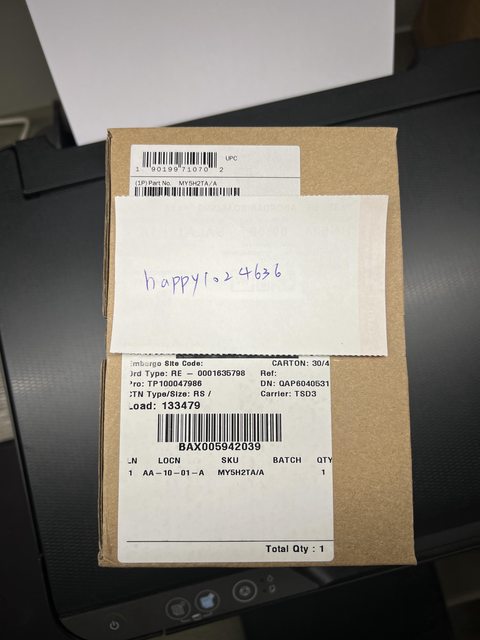 UPC
1 90199 71070 2
(1P) Part No. MY5H2TA/A
happy1024636
Embargo Site Code: CARTON: 30/4
Ord Type: RE - 0001635798 Ref:
Pro: TP100047986 DN: QAP6040531
CTN Type/Size: RS / Carrier: TSD3
Load: 133479
BAX005942039
LN LOCN SKU BATCH QTY
1 AA-10-01-A MY5H2TA/A 1
Total Qty : 1